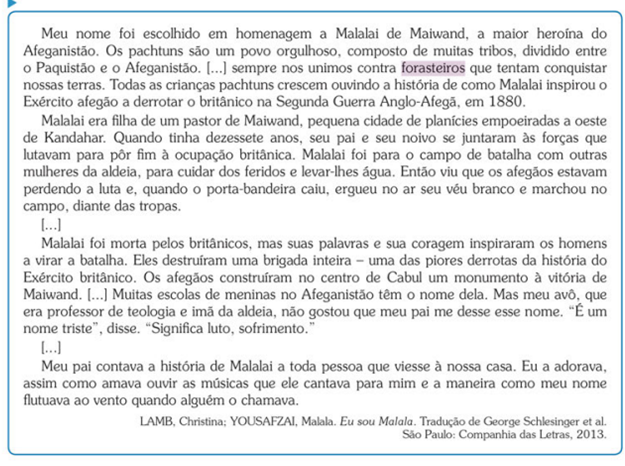 Meu nome foi escolhido em homenagem a Malalai de Maiwand, a maior heroína do
Afeganistão. Os pachtuns são um povo orgulhoso, composto de muitas tribos, dividido entre
o Paquistão e o Afeganistão. [...] sempre nos unimos contra forasteiros que tentam conquistar
nossas terras. Todas as crianças pachtuns crescem ouvindo a história de como Malalai inspirou o
Exército afegão a derrotar o britânico na Segunda Guerra Anglo-Afegã, em 1880.
Malalai era filha de um pastor de Maiwand, pequena cidade de planícies empoeiradas a oeste
de Kandahar. Quando tinha dezessete anos, seu pai e seu noivo se juntaram às forças que
lutavam para pôr fim à ocupação britânica. Malalai foi para o campo de batalha com outras
mulheres da aldeia, para cuidar dos feridos e levar-lhes água. Então viu que os afegãos estavam
perdendo a luta e, quando o porta-bandeira caiu, ergueu no ar seu véu branco e marchou no
campo, diante das tropas.
[...]
Malalai foi morta pelos britânicos, mas suas palavras e sua coragem inspiraram os homens
a virar a batalha. Eles destruíram uma brigada inteira – uma das piores derrotas da história do
Exército britânico. Os afegãos construíram no centro de Cabul um monumento à vitória de
Maiwand. [...] Muitas escolas de meninas no Afeganistão têm o nome dela. Mas meu avô, que
era professor de teologia e imã da aldeia, não gostou que meu pai me desse esse nome. “É um
nome triste”, disse. “Significa luto, sofrimento.”
[...]
Meu pai contava a história de Malalai a toda pessoa que viesse à nossa casa. Eu a adorava,
assim como amava ouvir as músicas que ele cantava para mim e a maneira como meu nome
flutuava ao vento quando alguém o chamava.
LAMB, Christina; YOUSAFZAI, Malala. Eu sou Malala. Tradução de George Schlesinger et al.
São Paulo: Companhia das Letras, 2013.